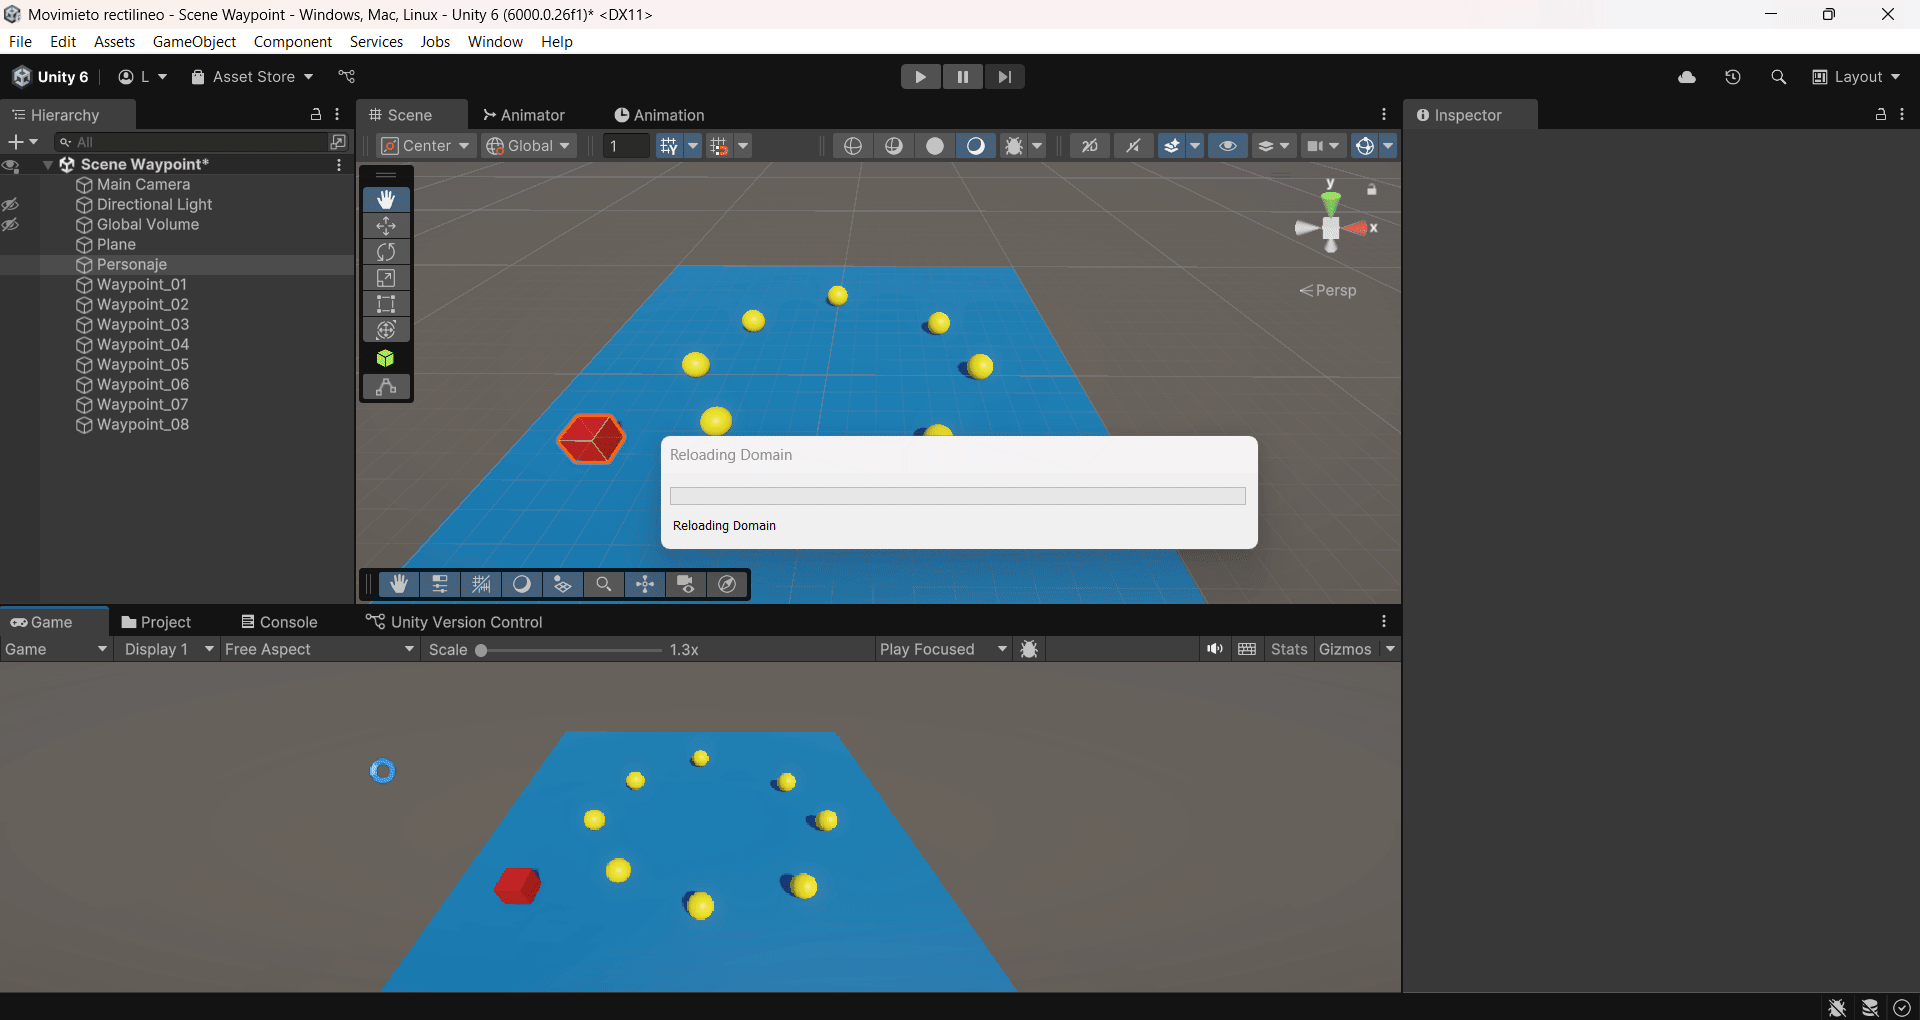 Movimieto rectilineo - Scene Waypoint - Windows, Mac, Linux - Unity 6 (6000.0.26f1)* <DX11>
File Edit Assets GameObject Component Services Jobs Window Help
Unity 6 L Asset Store Layout
Hierarchy
All
Scene Waypoint*
Main Camera
Directional Light
Global Volume
Plane
Personaje
Waypoint_01
Waypoint_02
Waypoint_03
Waypoint_04
Waypoint_05
Waypoint_06
Waypoint_07
Waypoint_08
Scene Animator Animation
Center Global 1 2D
y
x
Persp
Reloading Domain
Reloading Domain
Inspector
Game Project Console Unity Version Control
Game Display 1 Free Aspect Scale 1.3x Play Focused Stats Gizmos